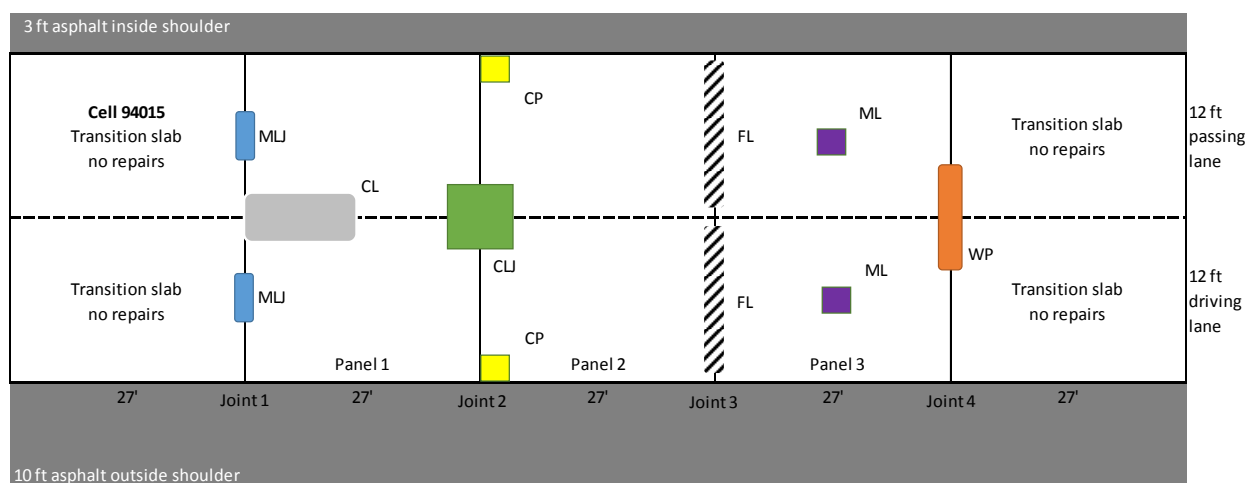 3 ft asphalt inside shoulder
Cell 94015
Transition slab
no repairs
MLJ
CL
CP
FL
ML
Transition slab
no repairs
12 ft
passing
lane
Transition slab
no repairs
MLJ
CLJ
CP
FL
ML
WP
Transition slab
no repairs
12 ft
driving
lane
Panel 1
Panel 2
Panel 3
27'
Joint 1
27'
Joint 2
27'
Joint 3
27'
Joint 4
27'
10 ft asphalt outside shoulder